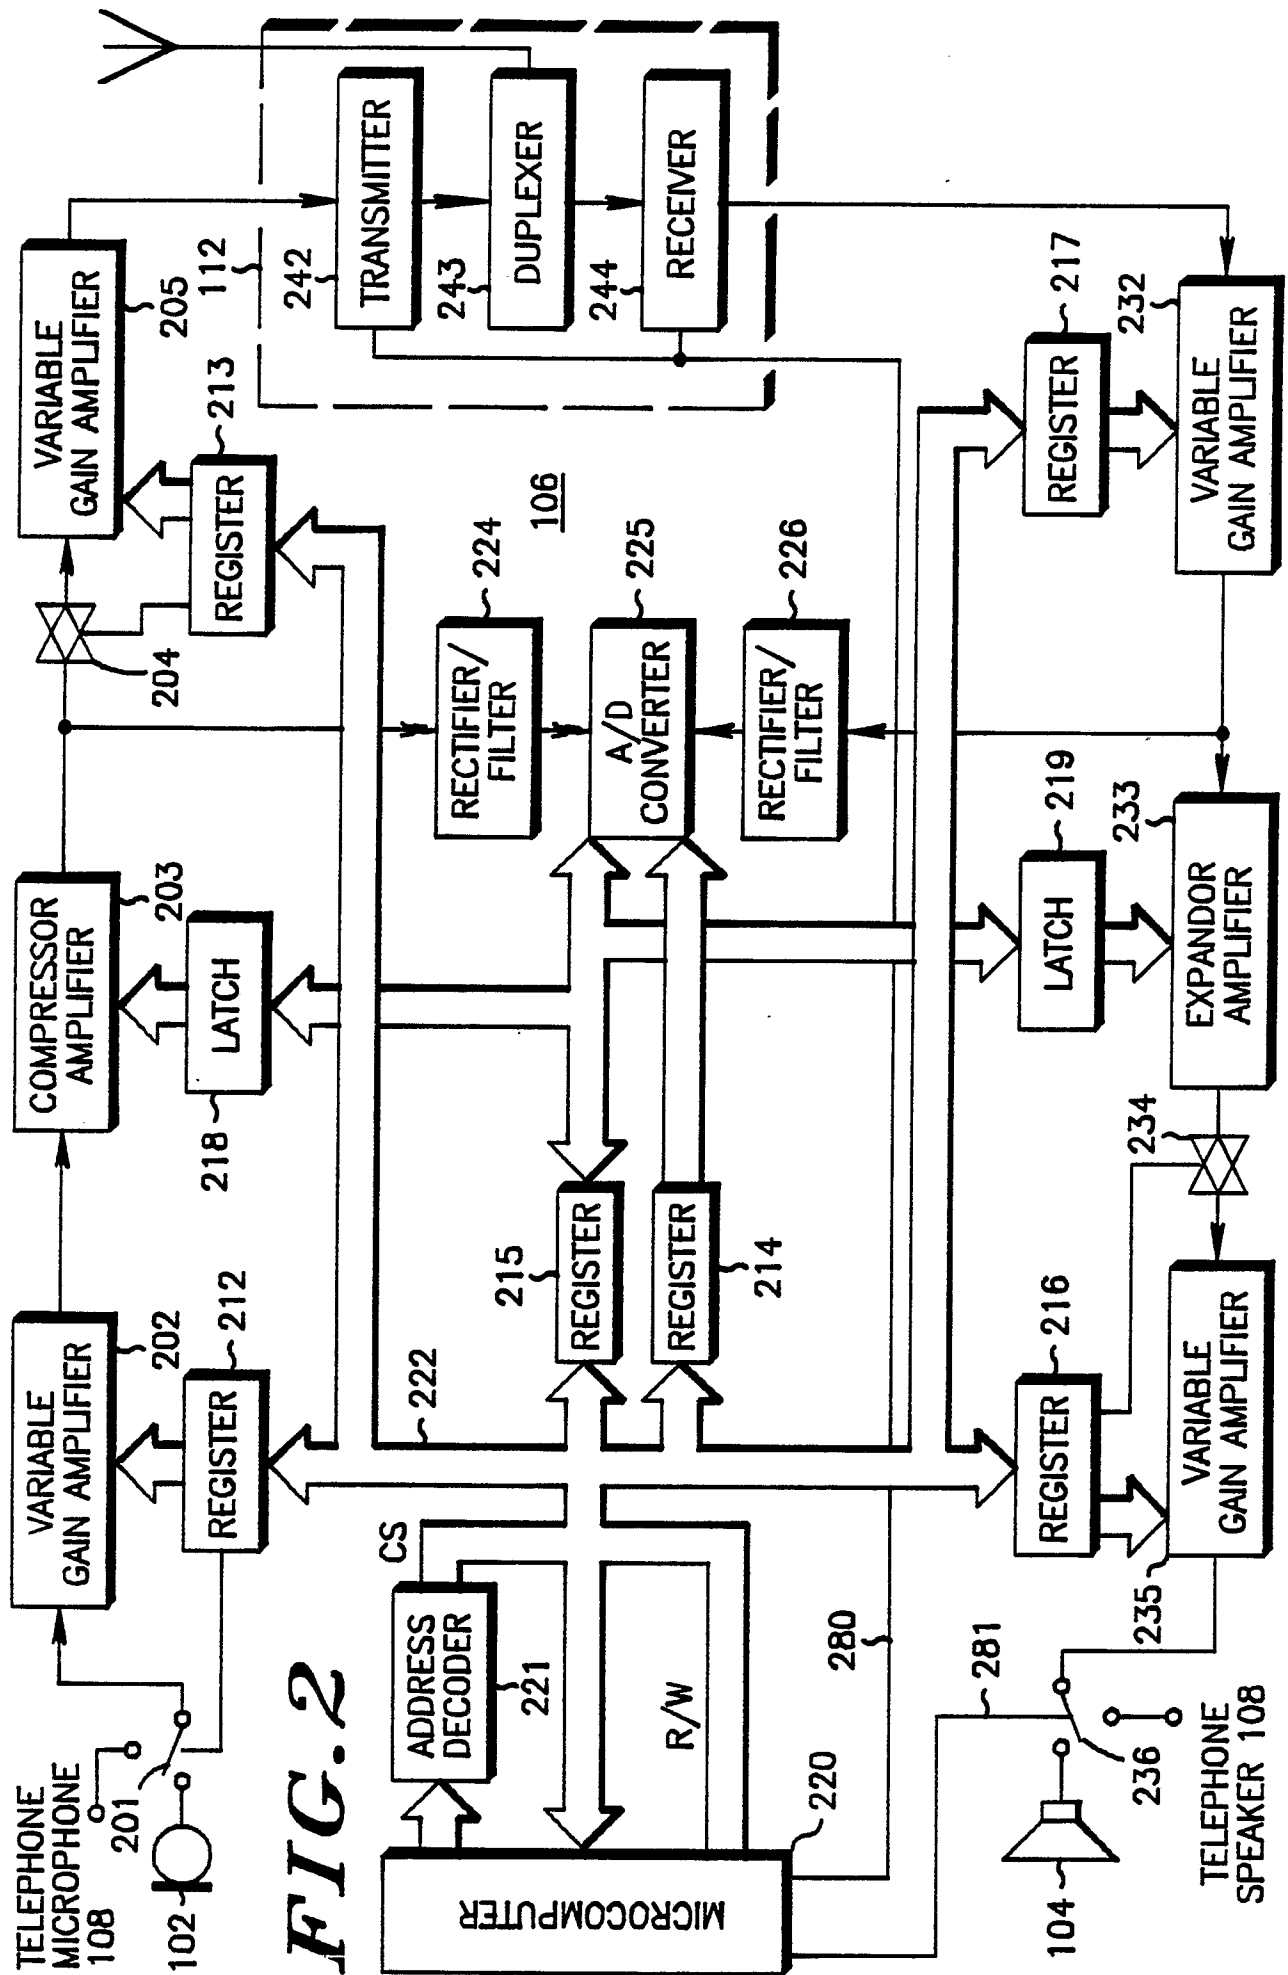 TELEPHONE
MICROPHONE
108
201
102
VARIABLE
GAIN AMPLIFIER
202
REGISTER
212
COMPRESSOR
AMPLIFIER
203
LATCH
218
204
VARIABLE
GAIN AMPLIFIER
205
REGISTER
213
112
TRANSMITTER
242
DUPLEXER
243
RECEIVER
244
FIG. 2
MICROCOMPUTER
220
ADDRESS
DECODER
221
CS
R/W
222
REGISTER
215
REGISTER
214
RECTIFIER/
FILTER
224
106
A/D
CONVERTER
225
RECTIFIER/
FILTER
226
280
281
REGISTER
216
LATCH
219
REGISTER
217
VARIABLE
GAIN AMPLIFIER
232
EXPANDOR
AMPLIFIER
233
234
VARIABLE
GAIN AMPLIFIER
235
236
104
TELEPHONE
SPEAKER 108